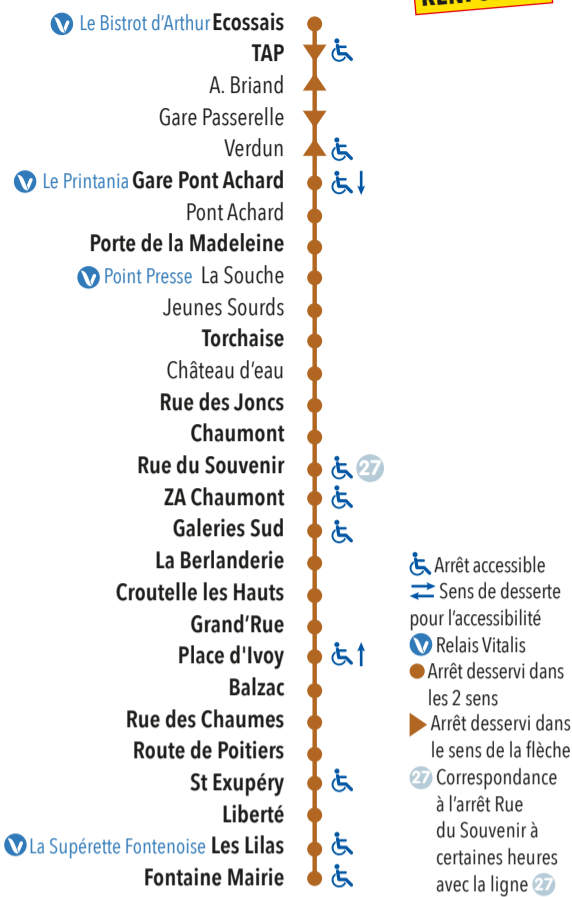 Le Bistrot d'Arthur Ecossais
TAP
A. Briand
Gare Passerelle
Verdun
Le Printania Gare Pont Achard
Pont Achard
Porte de la Madeleine
Point Presse La Souche
Jeunes Sourds
Torchaise
Château d'eau
Rue des Joncs
Chaumont
Rue du Souvenir 27
ZA Chaumont
Galeries Sud
La Berlanderie
Croutelle les Hauts
Grand'Rue
Place d'Ivoy
Balzac
Rue des Chaumes
Route de Poitiers
St Exupéry
Liberté
La Supérette Fontenoise Les Lilas
Fontaine Mairie
Arrêt accessible
Sens de desserte
pour l'accessibilité
Relais Vitalis
Arrêt desservi dans
les 2 sens
Arrêt desservi dans
le sens de la flèche
27 Correspondance
à l'arrêt Rue
du Souvenir à
certaines heures
avec la ligne 27